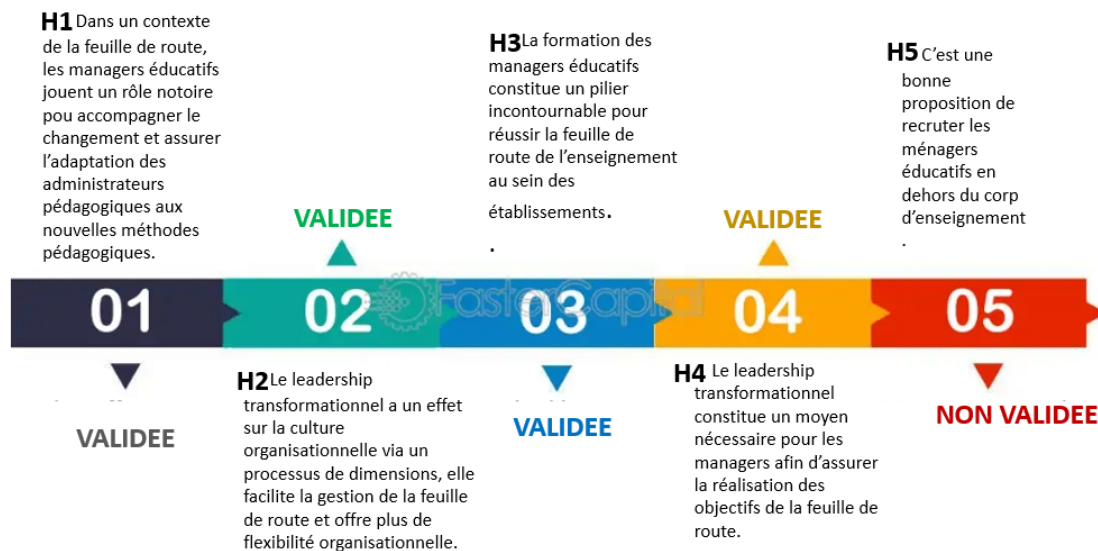 H1 Dans un contexte
de la feuille de route,
les managers éducatifs
jouent un rôle notoire
pou accompagner le
changement et assurer
l’adaptation des
administrateurs
pédagogiques aux
nouvelles méthodes
pédagogiques.
VALIDEE
H3 La formation des
managers éducatifs
constitue un pilier
incontournable pour
réussir la feuille de
route de l’enseignement
au sein des
établissements.
.
VALIDEE
H5 C’est une
bonne
proposition de
recruter les
ménagers
éducatifs en
dehors du corp
d’enseignement
.
01
02
03
04
05
FasterCapital
VALIDEE
H2 Le leadership
transformationnel a un effet
sur la culture
organisationnelle via un
processus de dimensions, elle
facilite la gestion de la feuille
de route et offre plus de
flexibilité organisationnelle.
VALIDEE
H4 Le leadership
transformationnel
constitue un moyen
nécessaire pour les
managers afin d’assurer
la réalisation des
objectifs de la feuille de
route.
NON VALIDEE